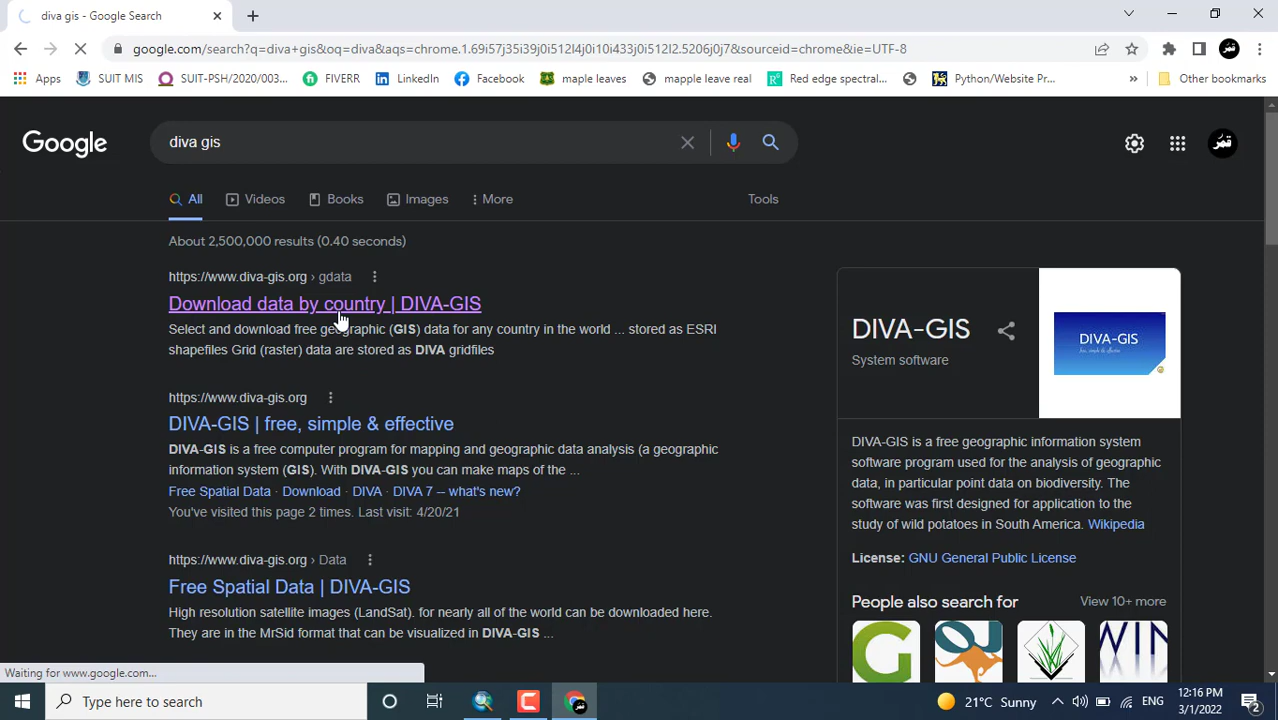 diva gis - Google Search
google.com/search?q=diva+gis&oq=diva&aqs=chrome.1.69i57j35i39j0i512l4j0i10i433j0i512l2.5206j0j7&sourceid=chrome&ie=UTF-8
Apps SUIT MIS SUIT-PSH/2020/003... FIVERR LinkedIn Facebook maple leaves mapple leave real Red edge spectral... Python/Website Pr... » Other bookmarks
Google diva gis قمر
All Videos Books Images More Tools
About 2,500,000 results (0.40 seconds)
https://www.diva-gis.org › gdata
Download data by country | DIVA-GIS
Select and download free geographic (GIS) data for any country in the world ... stored as ESRI
shapefiles Grid (raster) data are stored as DIVA gridfiles
https://www.diva-gis.org
DIVA-GIS | free, simple & effective
DIVA-GIS is a free computer program for mapping and geographic data analysis (a geographic
information system (GIS). With DIVA-GIS you can make maps of the ...
Free Spatial Data · Download · DIVA · DIVA 7 -- what's new?
You've visited this page 2 times. Last visit: 4/20/21
https://www.diva-gis.org › Data
Free Spatial Data | DIVA-GIS
High resolution satellite images (LandSat). for nearly all of the world can be downloaded here.
They are in the MrSid format that can be visualized in DIVA-GIS ...
DIVA-GIS
System software
DIVA-GIS
free, simple & effective
DIVA-GIS is a free geographic information system
software program used for the analysis of geographic
data, in particular point data on biodiversity. The
software was first designed for application to the
study of wild potatoes in South America. Wikipedia
License: GNU General Public License
People also search for View 10+ more
WIN
Waiting for www.google.com...
Type here to search
21°C Sunny
ENG
12:16 PM
3/1/2022
2